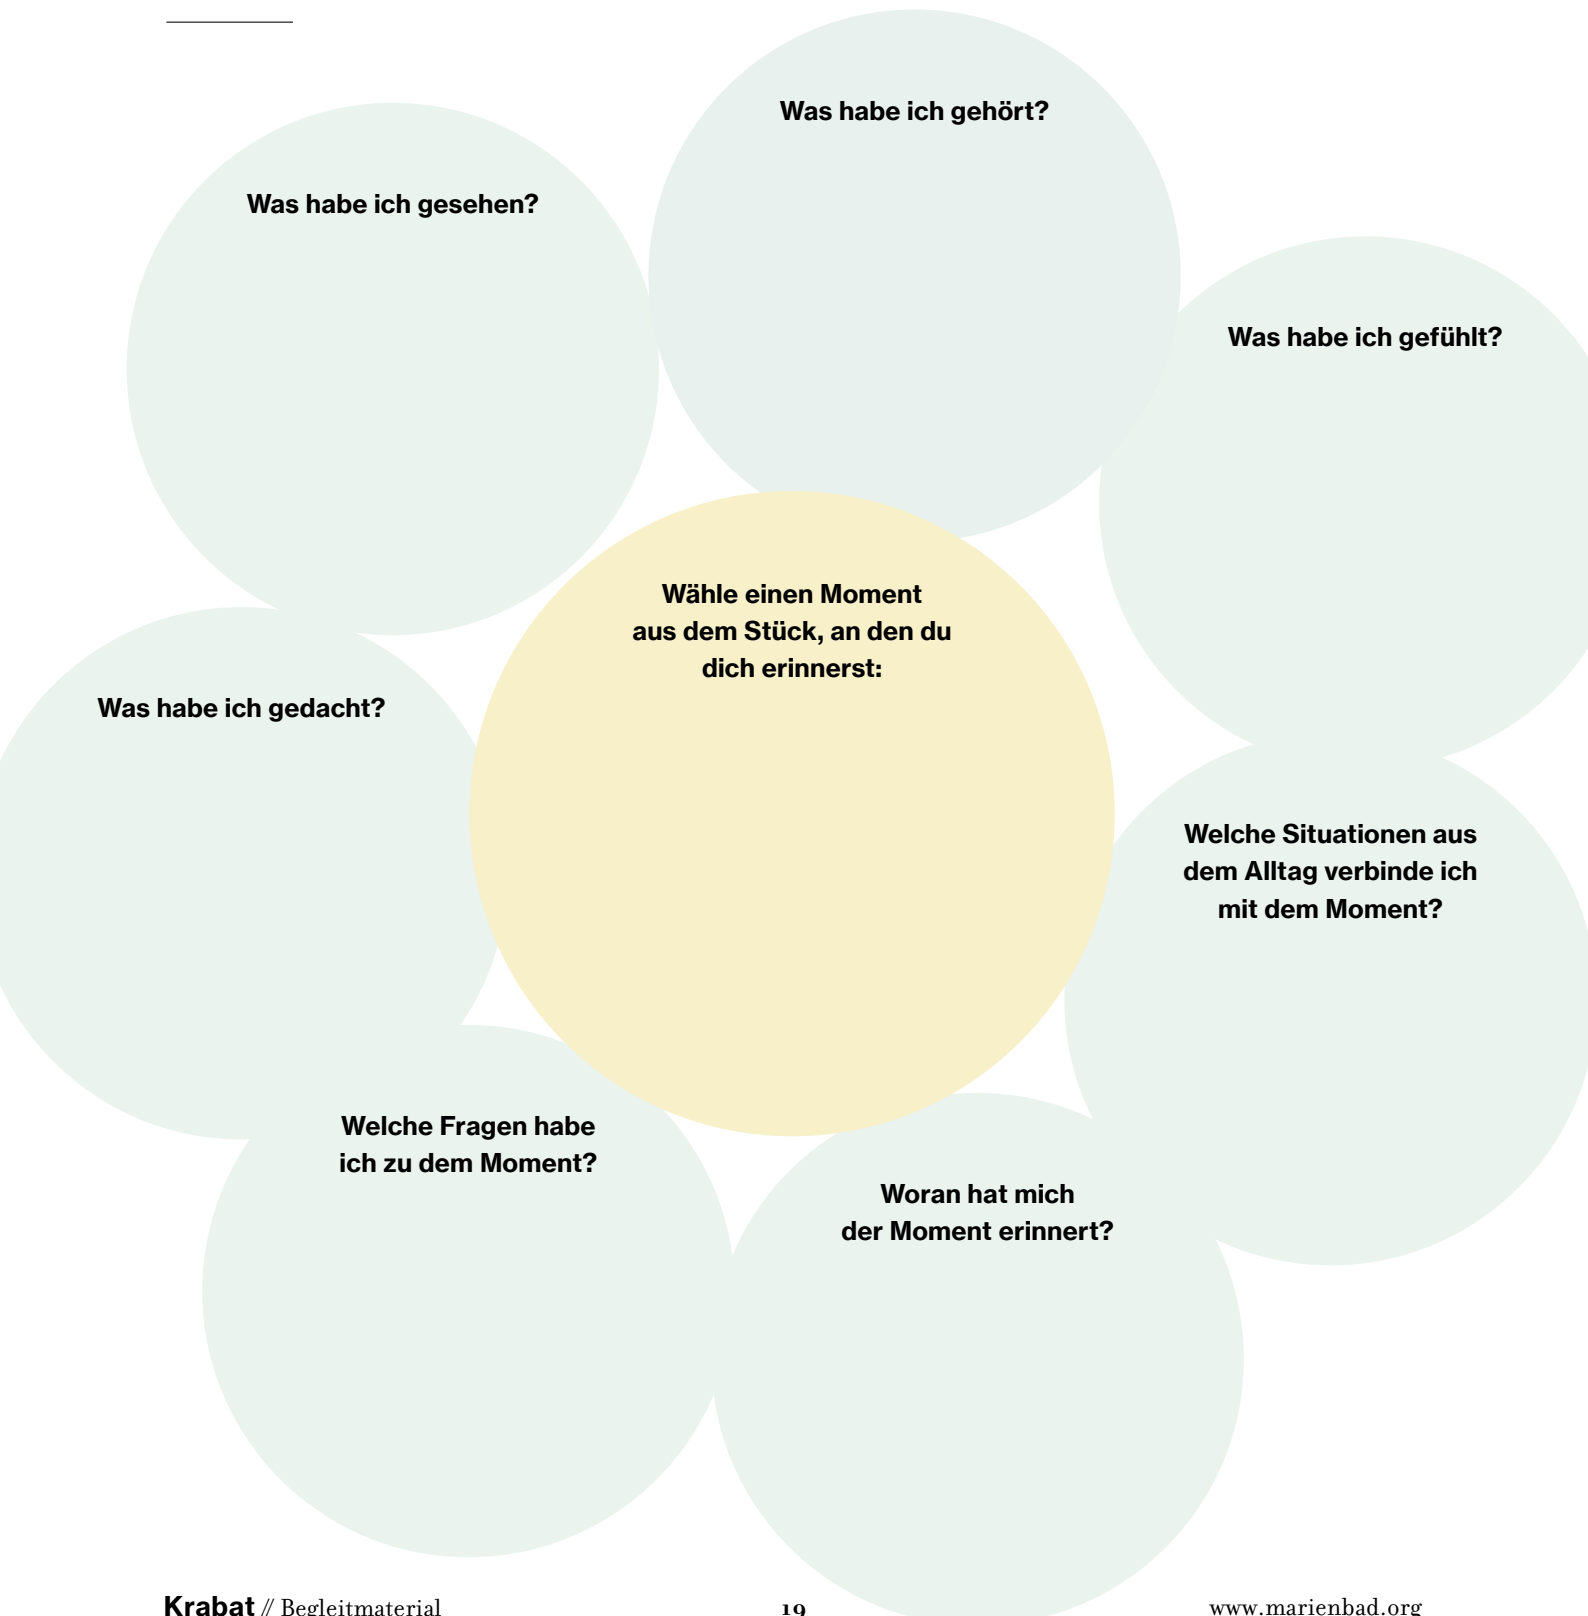 Was habe ich gehört?
Was habe ich gesehen?
Was habe ich gefühlt?
Wähle einen Moment
aus dem Stück, an den du
dich erinnerst:
Was habe ich gedacht?
Welche Situationen aus
dem Alltag verbinde ich
mit dem Moment?
Welche Fragen habe
ich zu dem Moment?
Woran hat mich
der Moment erinnert?
Krabat // Begleitmaterial
19
www.marienbad.org